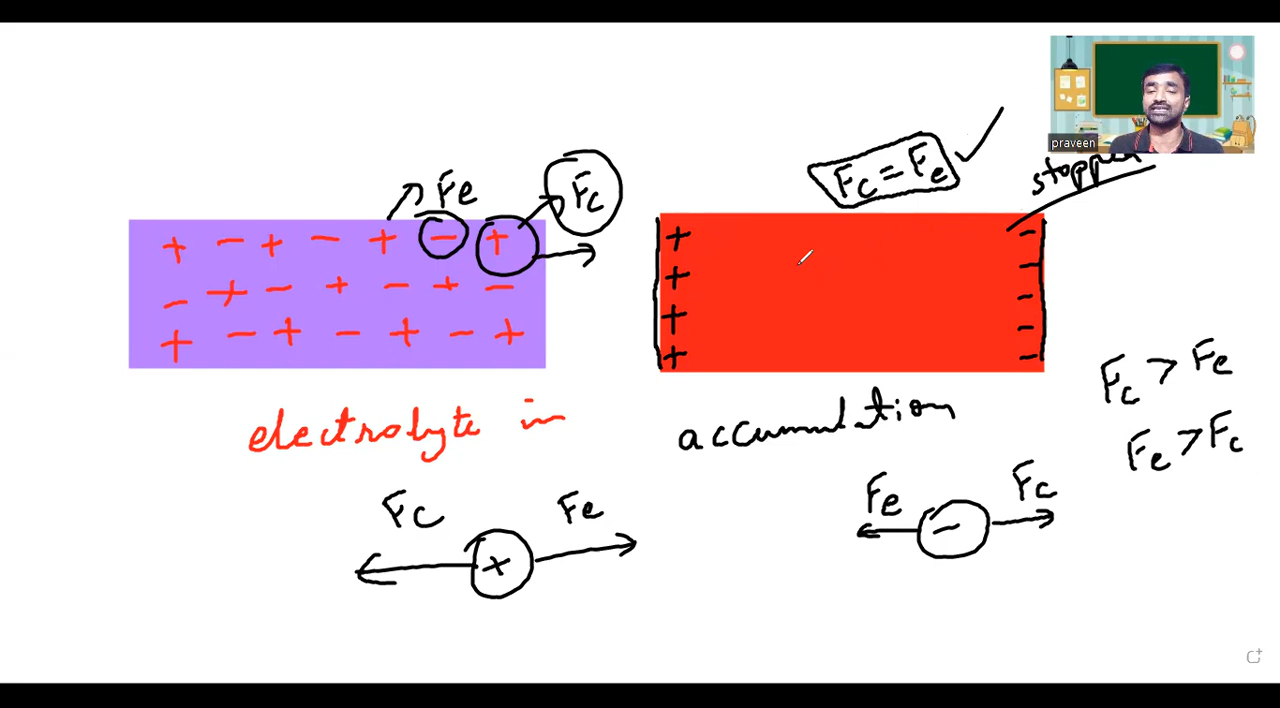 praveen
stopped
Fc = Fe
Fe
Fc
+ - + - + - +
- + - + - + -
+ - + - + - +
+ -
+ -
+ -
+ -
-
Fc > Fe
electrolyte in
accumulation
Fe > Fc
Fc
Fe
+
Fe
Fc
-